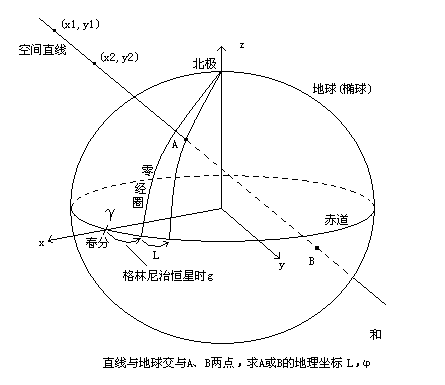 (x1, y1)
空间直线
(x2, y2)
z
北极
地球(椭球)
A
零
经
圈
γ
赤道
x
春分
L
y
B
格林尼治恒星时g
和
直线与地球交与A、B两点，求A或B的地理坐标 L，φ